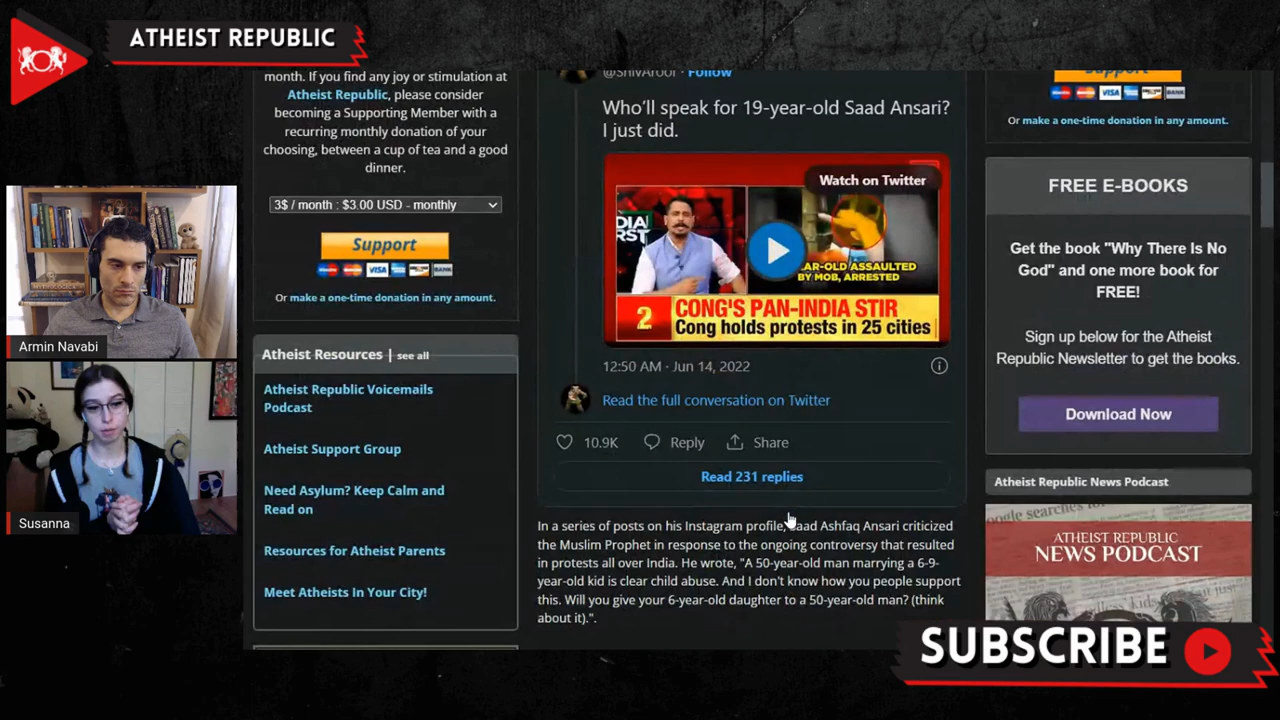 ATHEIST REPUBLIC
month. If you find any joy or stimulation at
Atheist Republic, please consider
becoming a Supporting Member with a
recurring monthly donation of your
choosing, between a cup of tea and a good
dinner.
3$ / month : $3.00 USD - monthly
Support
VISA
BANK
Or make a one-time donation in any amount.
Atheist Resources | see all
Atheist Republic Voicemails
Podcast
Atheist Support Group
Need Asylum? Keep Calm and
Read on
Resources for Atheist Parents
Meet Atheists In Your City!
Armin Navabi
Susanna
@ShivAroor · Follow
Who'll speak for 19-year-old Saad Ansari?
I just did.
Watch on Twitter
AR-OLD ASSAULTED
BY MOB, ARRESTED
2
CONG'S PAN-INDIA STIR
Cong holds protests in 25 cities
12:50 AM · Jun 14, 2022
Read the full conversation on Twitter
10.9K
Reply
Share
Read 231 replies
In a series of posts on his Instagram profile, Saad Ashfaq Ansari criticized
the Muslim Prophet in response to the ongoing controversy that resulted
in protests all over India. He wrote, "A 50-year-old man marrying a 6-9-
year-old kid is clear child abuse. And I don't know how you people support
this. Will you give your 6-year-old daughter to a 50-year-old man? (think
about it).".
Support
VISA
BANK
Or make a one-time donation in any amount.
FREE E-BOOKS
Get the book "Why There Is No
God" and one more book for
FREE!
Sign up below for the Atheist
Republic Newsletter to get the books.
Download Now
Atheist Republic News Podcast
ATHEIST REPUBLIC
NEWS PODCAST
SUBSCRIBE